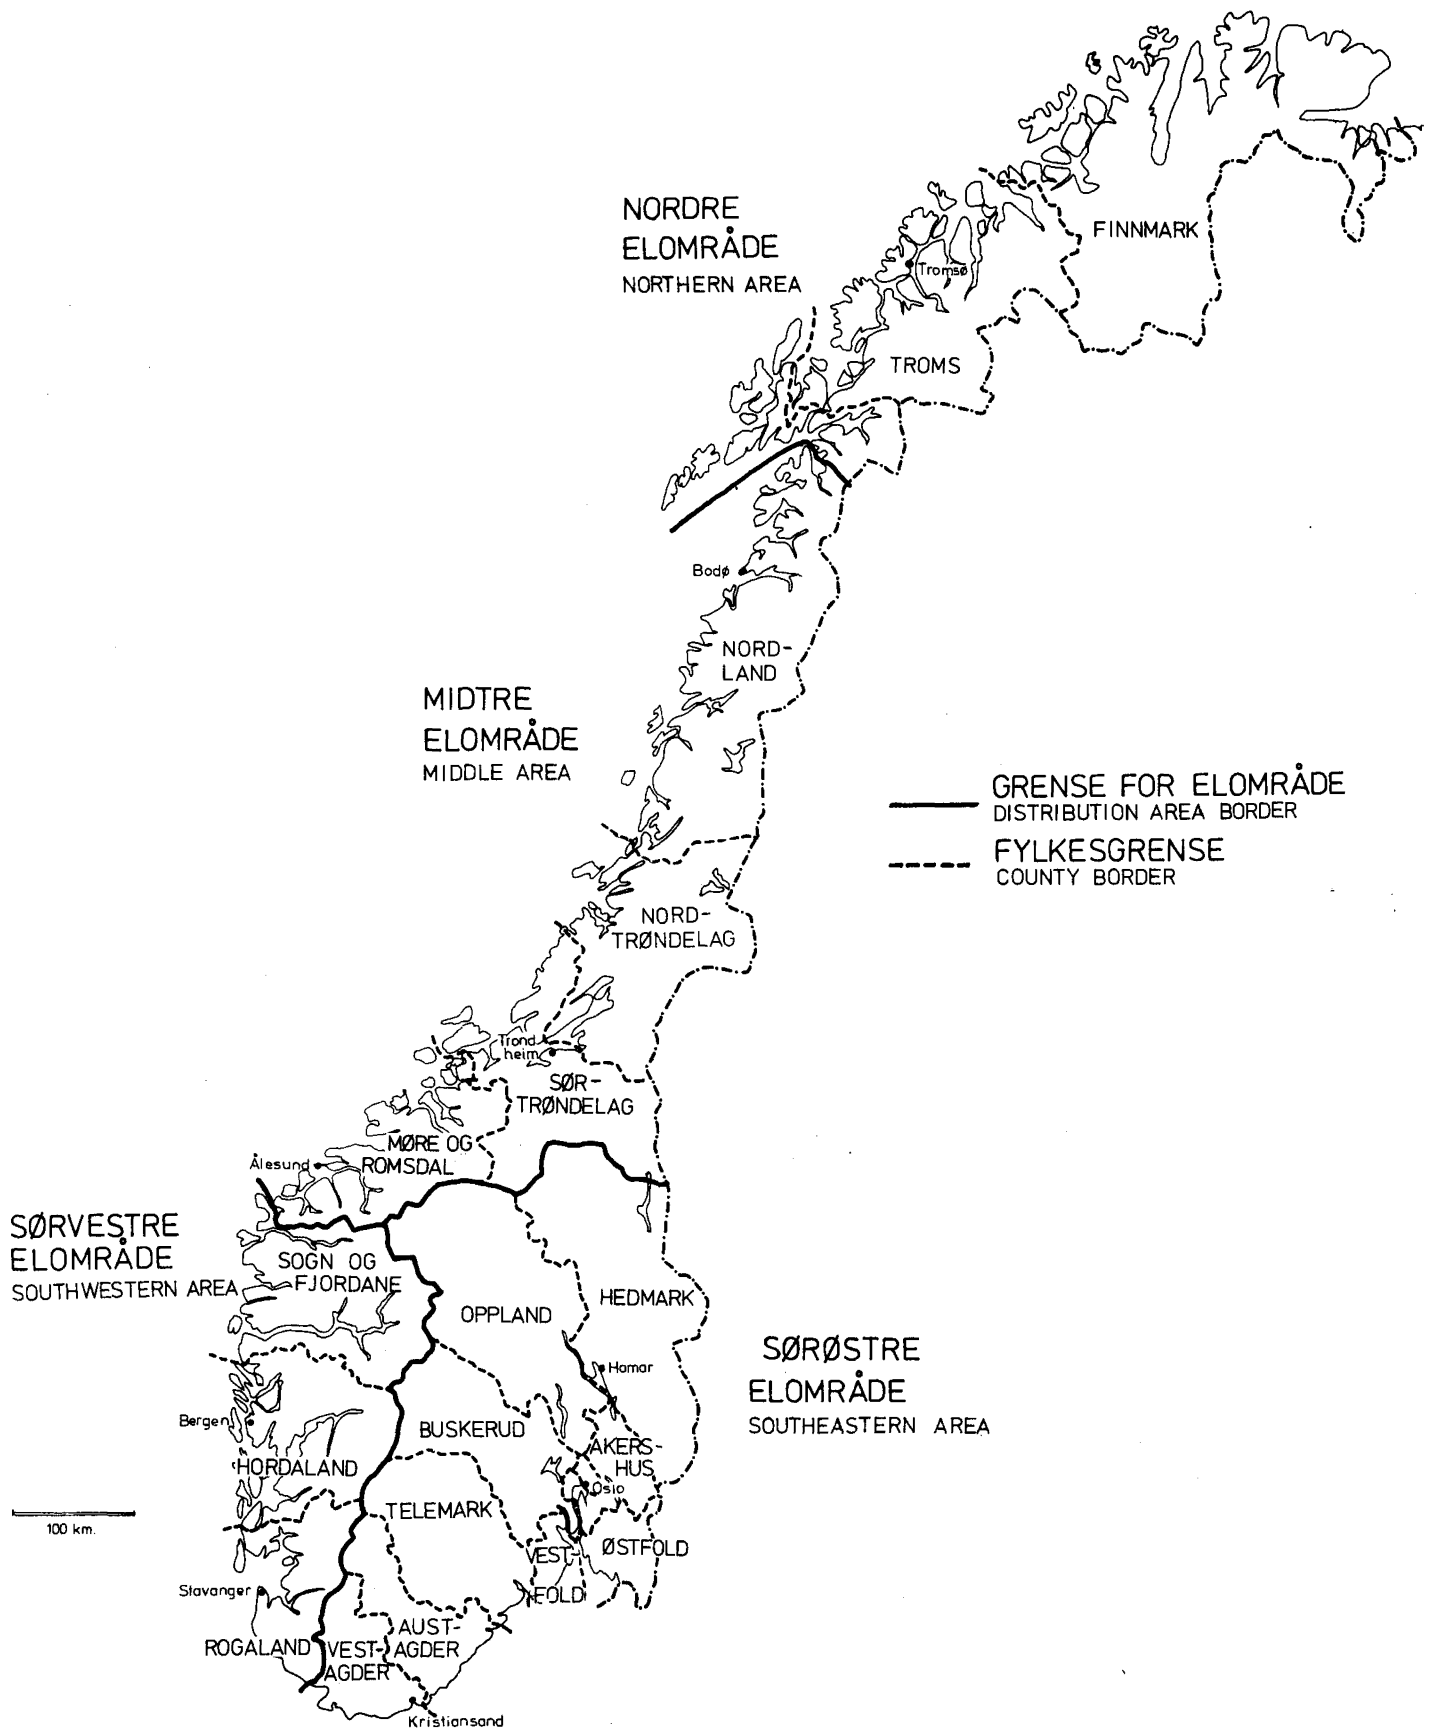 NORDRE
ELOMRÅDE
NORTHERN AREA
FINNMARK
Tromsø
TROMS
Bodø
NORD-
LAND
MIDTRE
ELOMRÅDE
MIDDLE AREA
GRENSE FOR ELOMRÅDE
DISTRIBUTION AREA BORDER
FYLKESGRENSE
COUNTY BORDER
NORD-
TRØNDELAG
Trond
heim
SØR-
TRØNDELAG
MØRE OG
ROMSDAL
Ålesund
SØRVESTRE
ELOMRÅDE
SOUTHWESTERN AREA
SOGN OG
FJORDANE
OPPLAND
HEDMARK
SØRØSTRE
ELOMRÅDE
SOUTHEASTERN AREA
Hamar
Bergen
BUSKERUD
AKERS-
HUS
HORDALAND
Oslo
TELEMARK
100 km.
VEST-
FOLD
ØSTFOLD
Stavanger
ROGALAND
VEST-
AGDER
AUST-
AGDER
Kristiansand